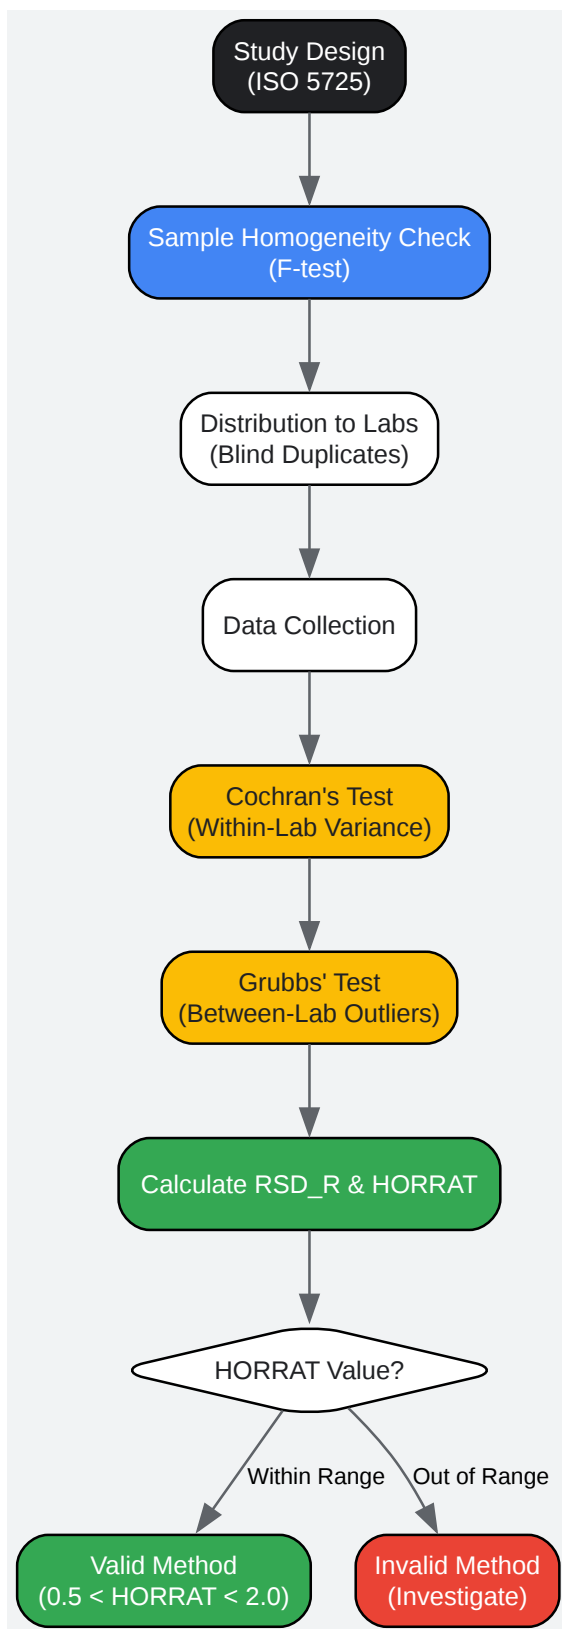 Study Design
(ISO 5725)
Sample Homogeneity Check
(F-test)
Distribution to Labs
(Blind Duplicates)
Data Collection
Cochran's Test
(Within-Lab Variance)
Grubbs' Test
(Between-Lab Outliers)
Calculate RSD_R & HORRAT
HORRAT Value?
Within Range
Out of Range
Valid Method
(0.5 < HORRAT < 2.0)
Invalid Method
(Investigate)